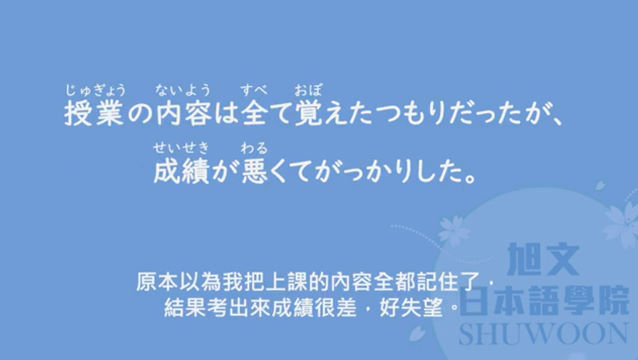 じゅぎょう ないよう すべ おぼ
授業の内容は全て覚えたつもりだったが、
せいせき わる
成績が悪くてがっかりした。
原本以為我把上課的內容全都記住了，
結果考出來成績很差，好失望。
旭文
日本語學院
SHUWOON